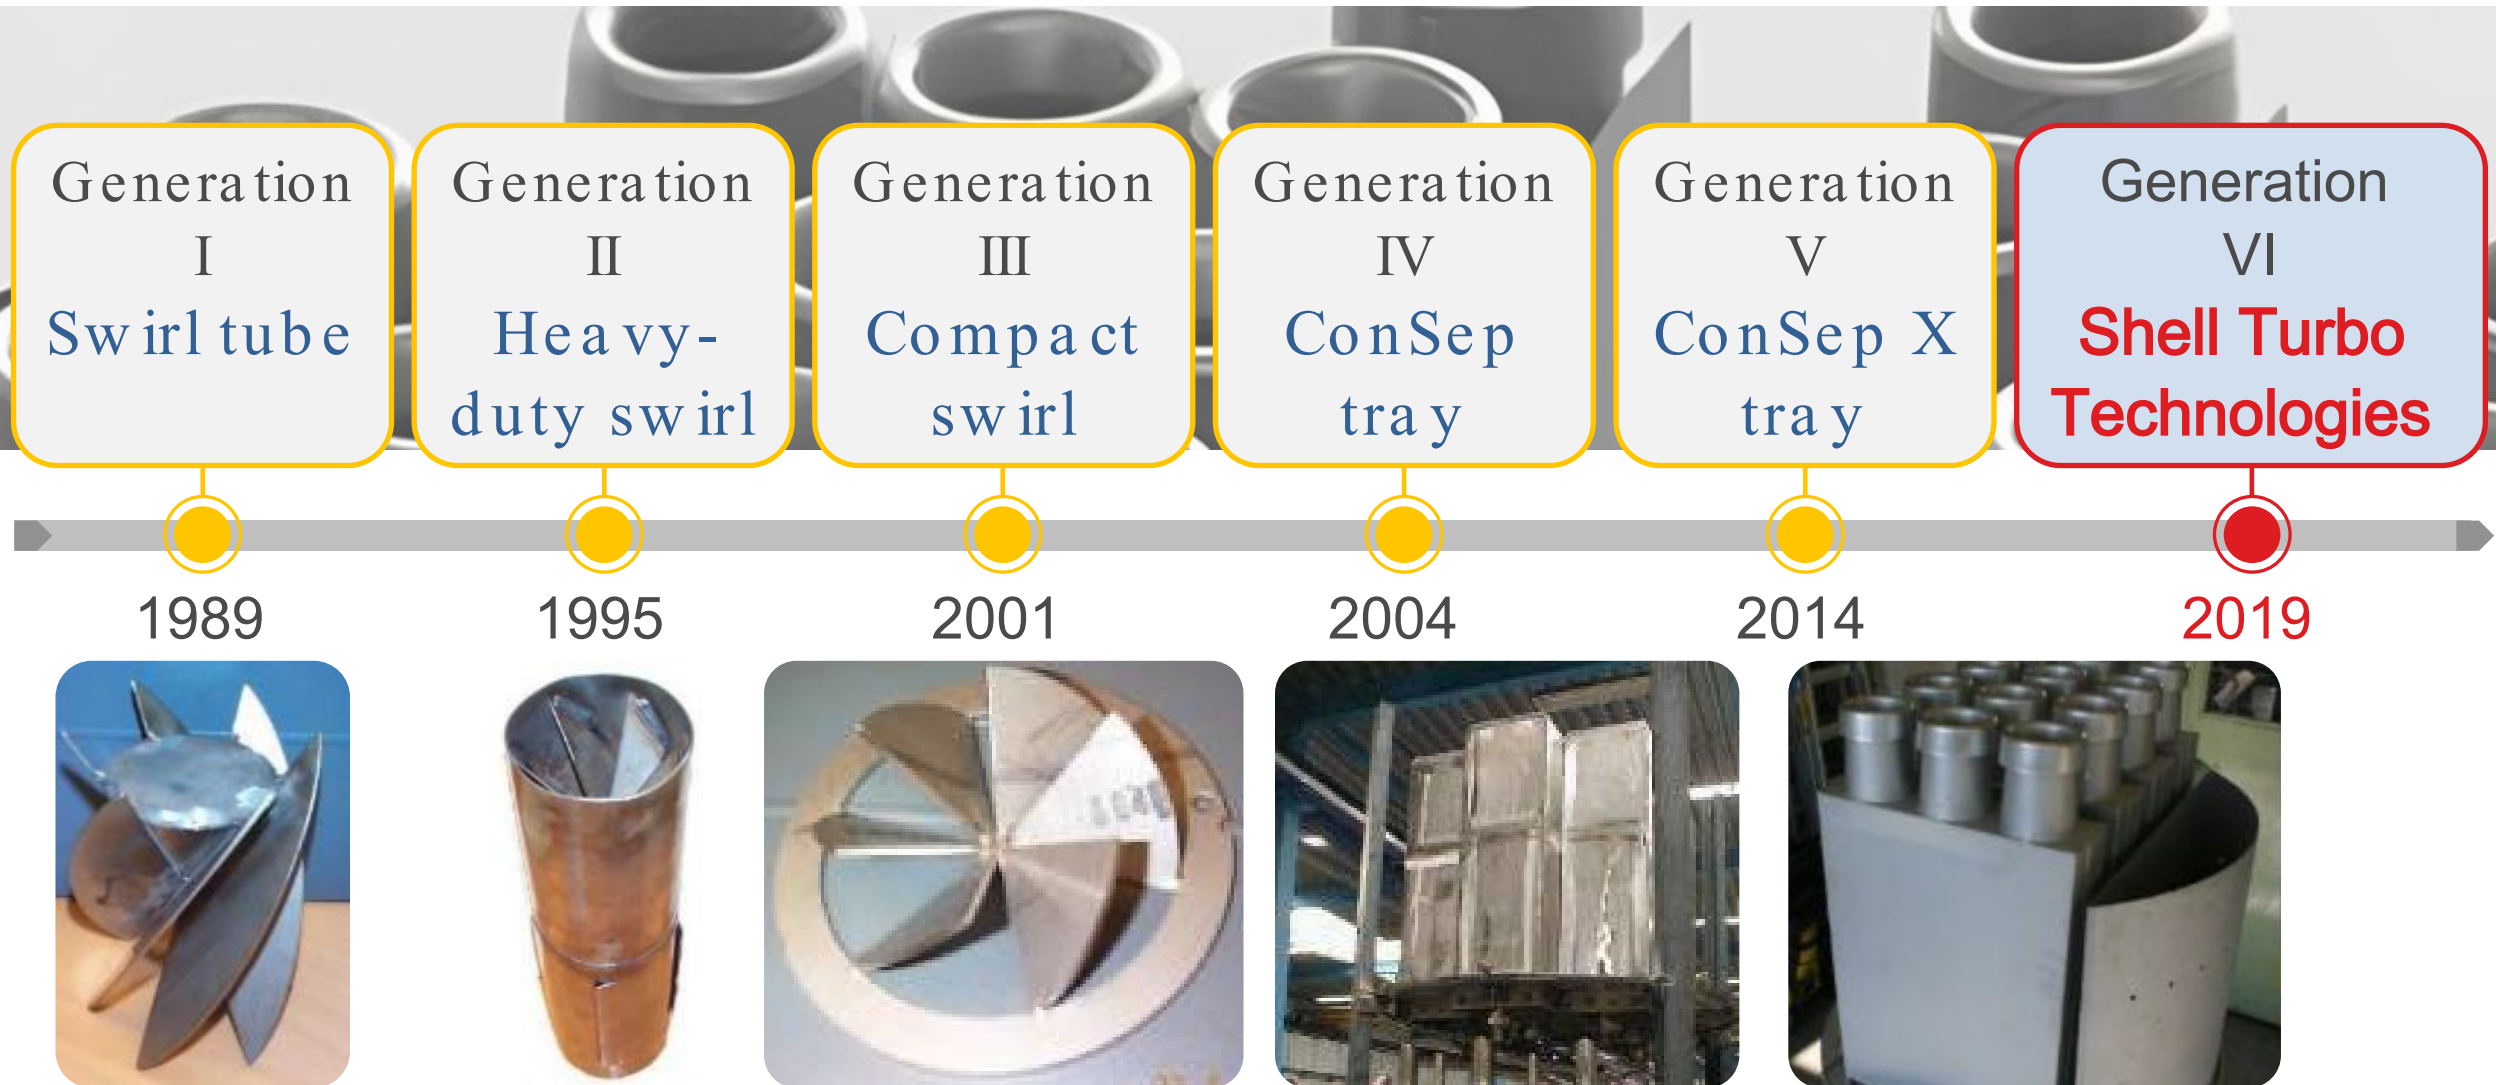 Generation
I
Swirl tube
Generation
II
Heavy-
duty swirl
Generation
III
Compact
swirl
Generation
IV
ConSep
tray
Generation
V
ConSep X
tray
Generation
VI
Shell Turbo
Technologies
1989
1995
2001
2004
2014
2019